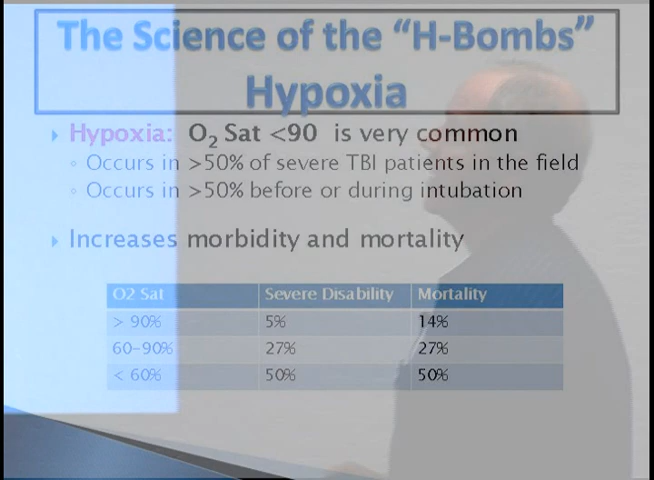 The Science of the “H-Bombs”
Hypoxia
Hypoxia: O2 Sat <90 is very common
Occurs in >50% of severe TBI patients in the field
Occurs in >50% before or during intubation
Increases morbidity and mortality
O2 Sat Severe Disability Mortality
> 90% 5% 14%
60-90% 27% 27%
< 60% 50% 50%